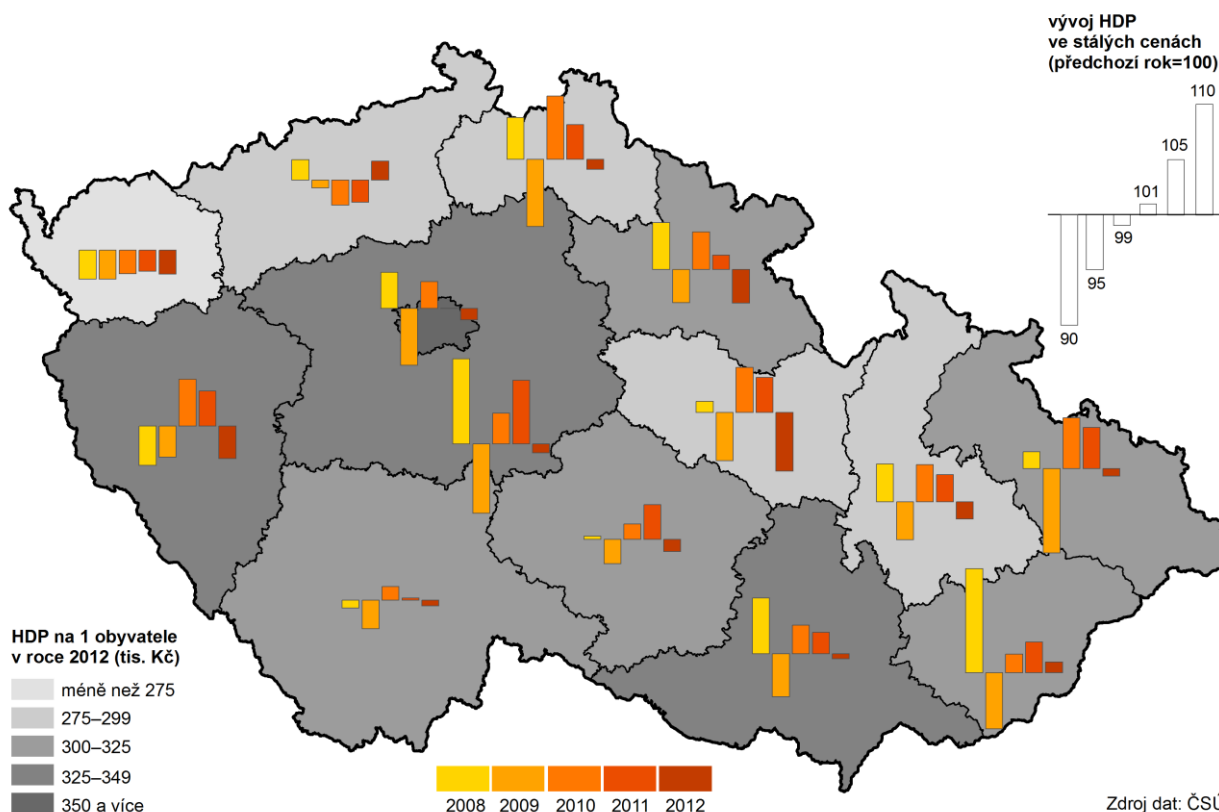 vývoj HDP
ve stálých cenách
(předchozí rok=100)
110
105
101
99
95
90
HDP na 1 obyvatele
v roce 2012 (tis. Kč)
méně než 275
275–299
300–325
325–349
350 a více
2008 2009 2010 2011 2012
Zdroj dat: ČSÚ